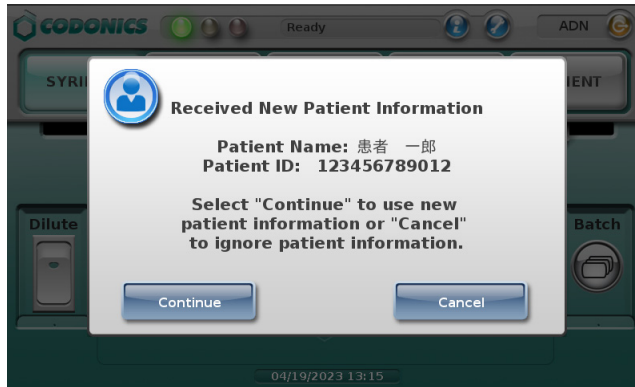 CODONICS
Ready
ADN
SYRI
IENT
Received New Patient Information
Patient Name: 患者　一郎
Patient ID: 123456789012
Select "Continue" to use new
patient information or "Cancel"
to ignore patient information.
Dilute
Batch
Continue
Cancel
04/19/2023 13:15